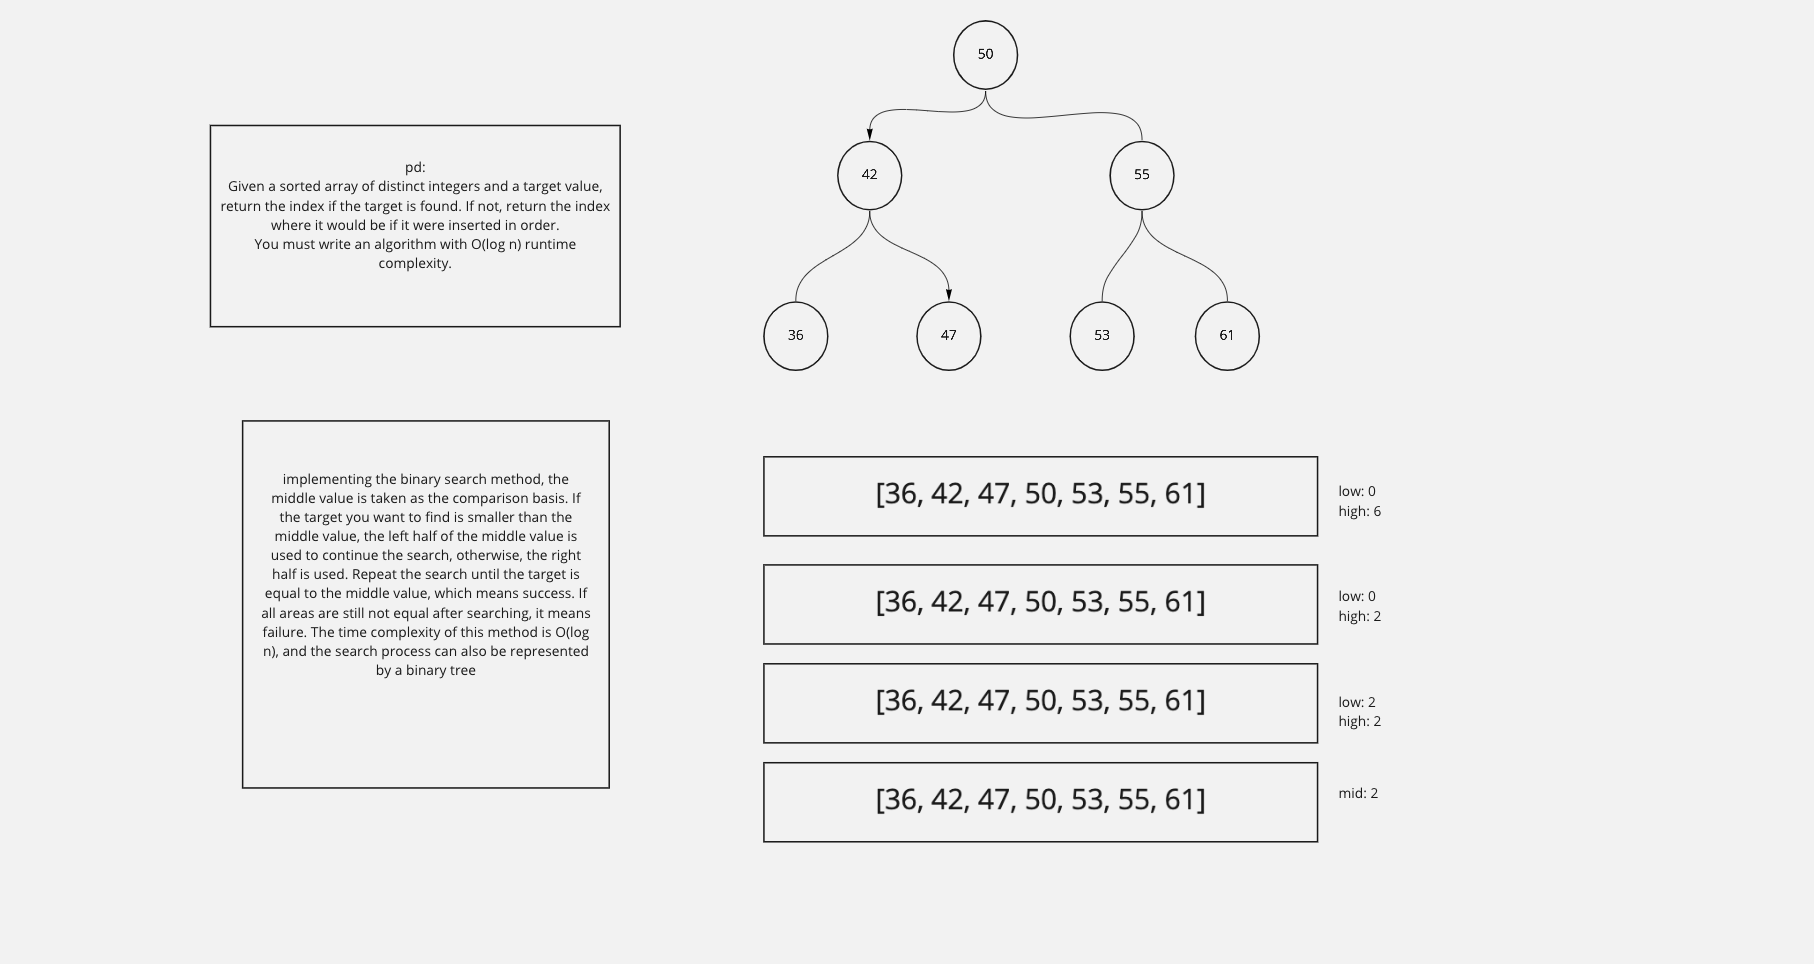 50
42
55
36
47
53
61
pd:
Given a sorted array of distinct integers and a target value,
return the index if the target is found. If not, return the index
where it would be if it were inserted in order.
You must write an algorithm with O(log n) runtime
complexity.
implementing the binary search method, the
middle value is taken as the comparison basis. If
the target you want to find is smaller than the
middle value, the left half of the middle value is
used to continue the search, otherwise, the right
half is used. Repeat the search until the target is
equal to the middle value, which means success. If
all areas are still not equal after searching, it means
failure. The time complexity of this method is O(log
n), and the search process can also be represented
by a binary tree
[36, 42, 47, 50, 53, 55, 61]
low: 0
high: 6
[36, 42, 47, 50, 53, 55, 61]
low: 0
high: 2
[36, 42, 47, 50, 53, 55, 61]
low: 2
high: 2
[36, 42, 47, 50, 53, 55, 61]
mid: 2